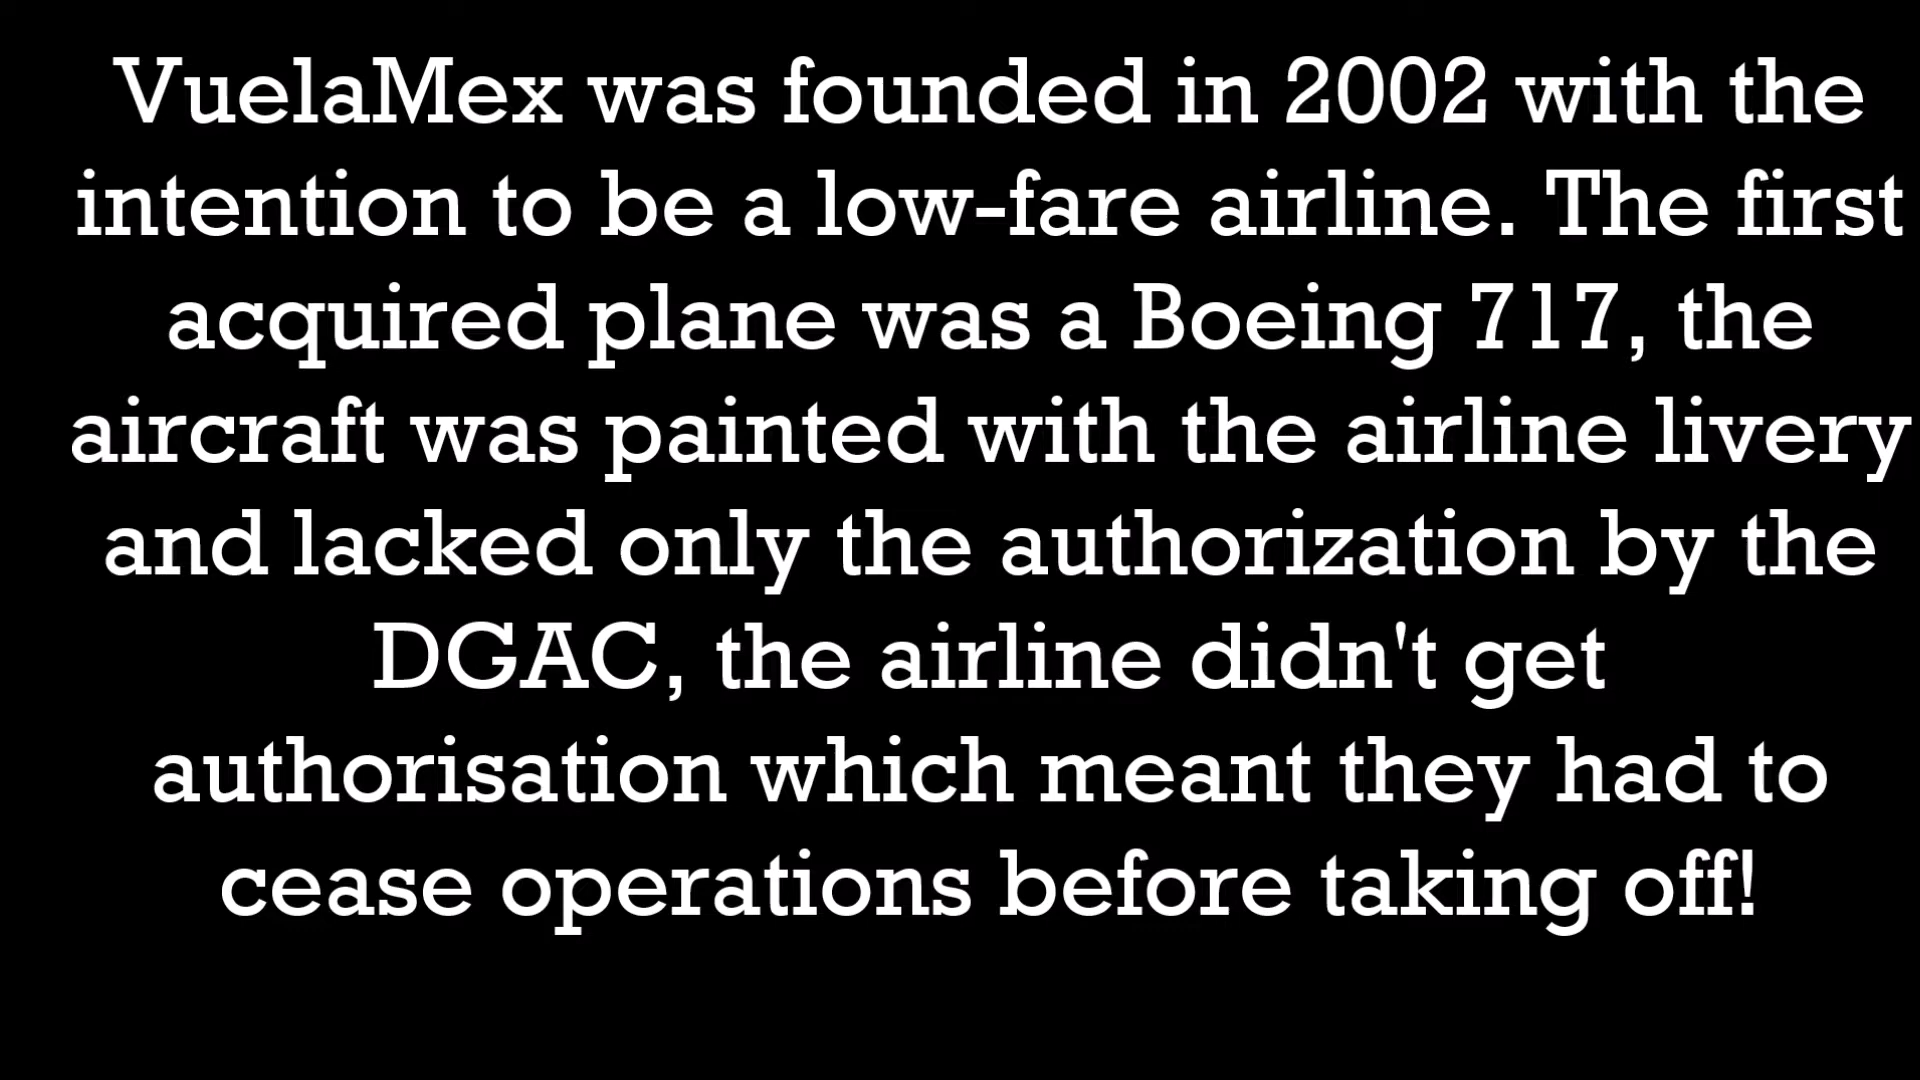 VuelaMex was founded in 2002 with the
intention to be a low-fare airline. The first
acquired plane was a Boeing 717, the
aircraft was painted with the airline livery
and lacked only the authorization by the
DGAC, the airline didn't get
authorisation which meant they had to
cease operations before taking off!